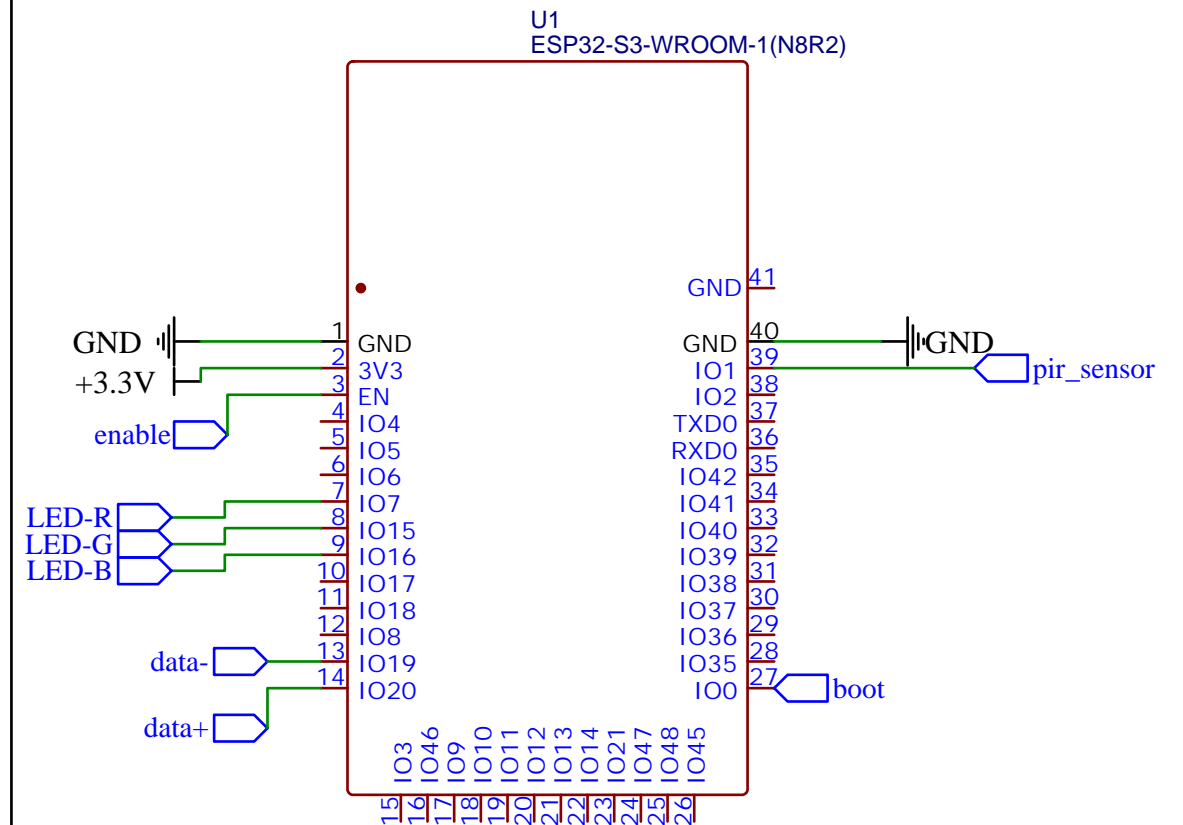 U1
ESP32-S3-WROOM-1(N8R2)
GND 41
GND 1 GND
GND 40 GND
+3.3V 2 3V3
IO1 39 pir_sensor
enable 3 EN
IO2 38
4 IO4
TXD0 37
5 IO5
RXD0 36
6 IO6
IO42 35
LED-R 7 IO7
IO41 34
LED-G 8 IO15
IO40 33
LED-B 9 IO16
IO39 32
10 IO17
IO38 31
11 IO18
IO37 30
12 IO8
IO36 29
data- 13 IO19
IO35 28
data+ 14 IO20
IO0 27 boot
IO3 15
IO46 16
IO9 17
IO10 18
IO11 19
IO12 20
IO13 21
IO14 22
IO21 23
IO47 24
IO48 25
IO45 26